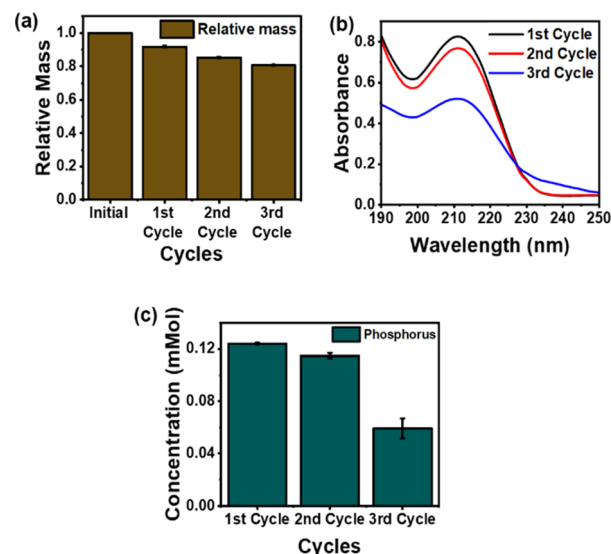 (a)
Relative mass
Relative Mass
1.0
0.8
0.6
0.4
0.2
0.0
Initial 1st Cycle 2nd Cycle 3rd Cycle
Cycles
(b)
1st Cycle
2nd Cycle
3rd Cycle
Absorbance
0.8
0.6
0.4
0.2
0.0
190 200 210 220 230 240 250
Wavelength (nm)
(c)
Phosphorus
Concentration (mMol)
0.12
0.08
0.04
0.00
1st Cycle 2nd Cycle 3rd Cycle
Cycles